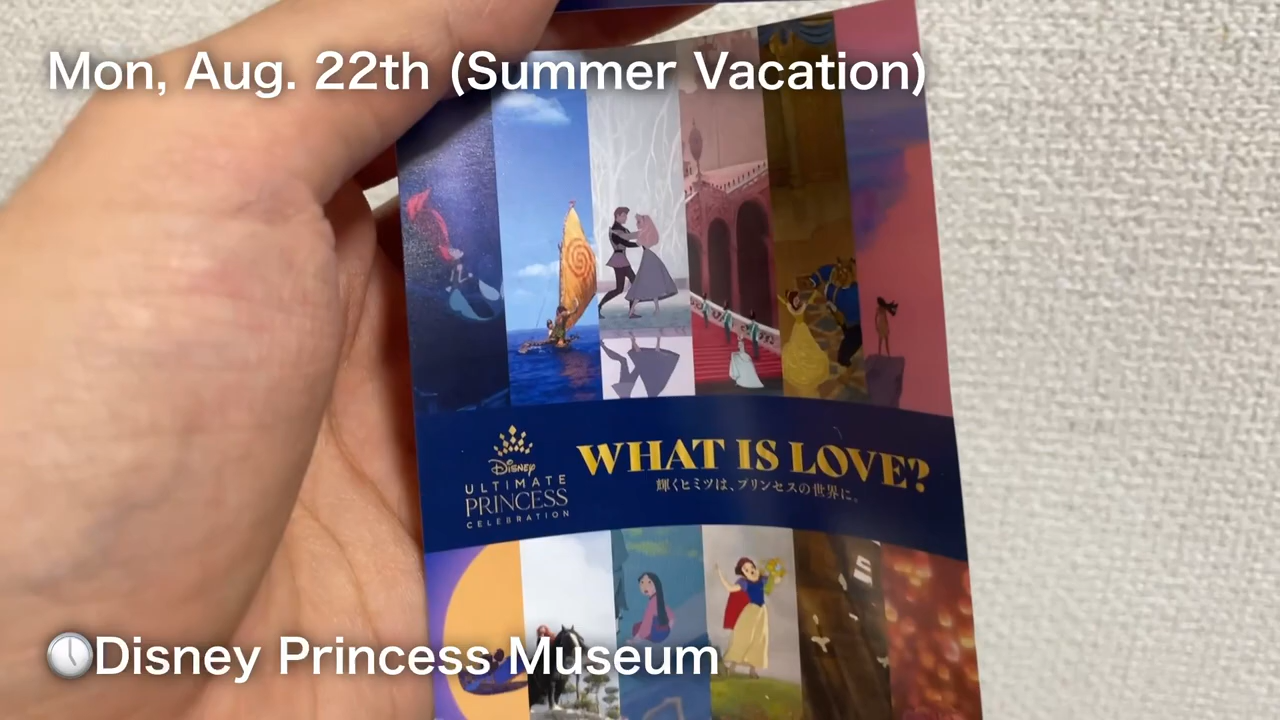 Mon, Aug. 22th (Summer Vacation)
Disney
ULTIMATE
PRINCESS
CELEBRATION
WHAT IS LOVE?
輝くヒミツは、プリンセスの世界に。
Disney Princess Museum